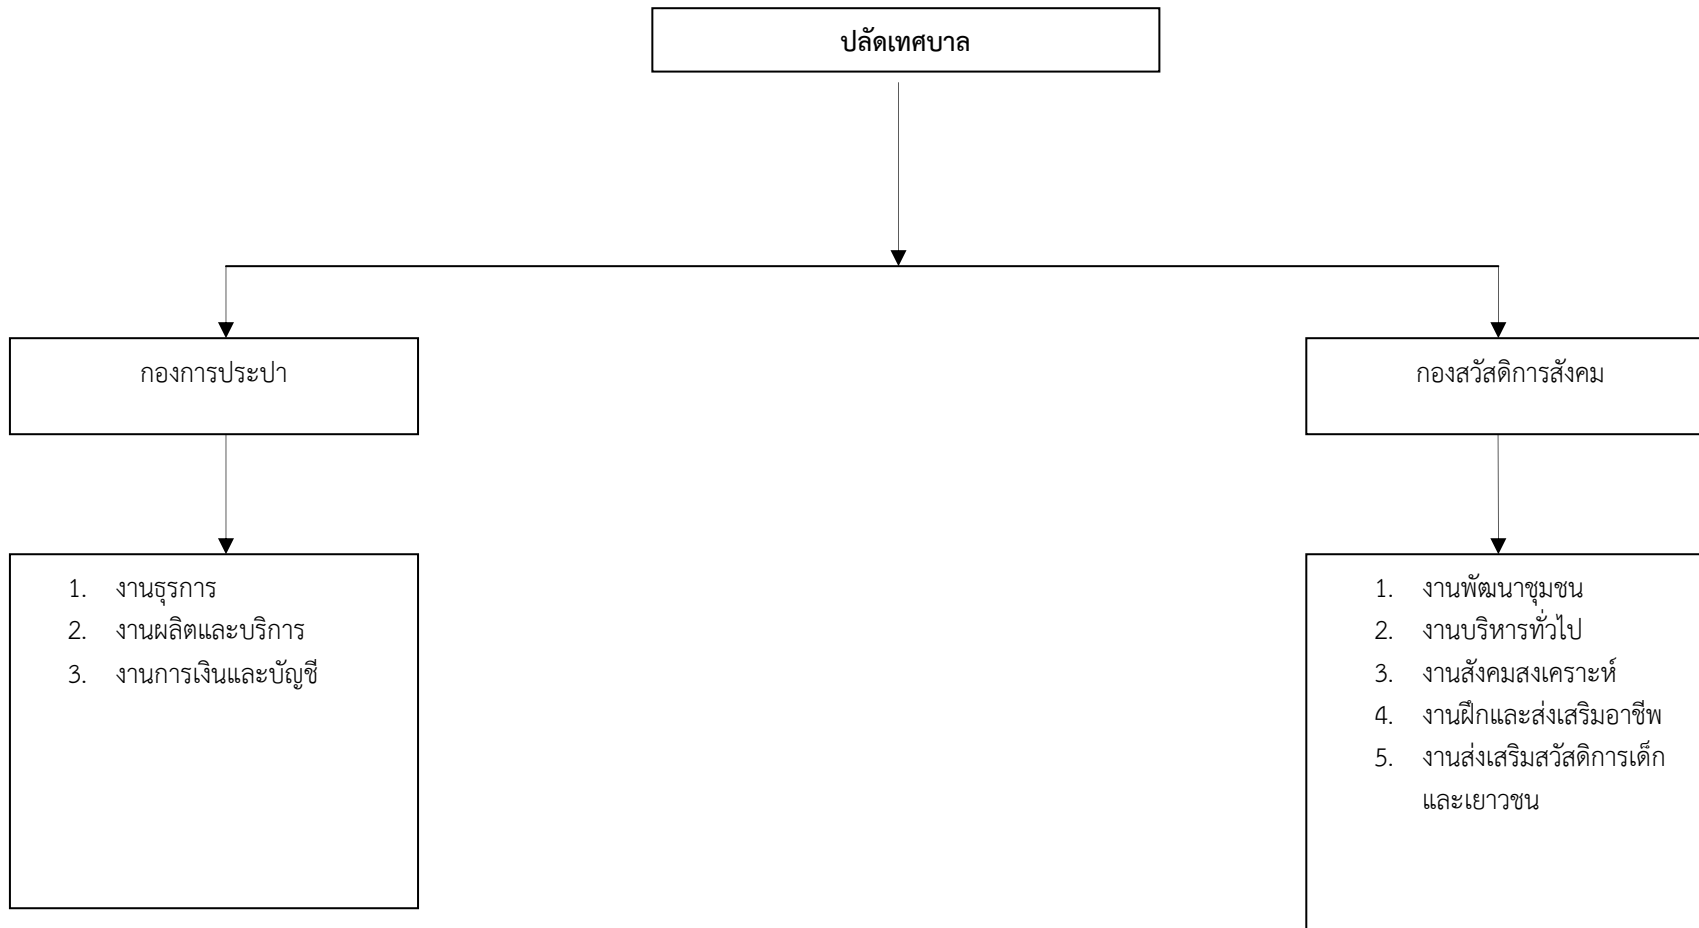 ปลัดเทศบาล
กองการประปา
กองสวัสดิการสังคม
1. งานธุรการ
2. งานผลิตและบริการ
3. งานการเงินและบัญชี
1. งานพัฒนาชุมชน
2. งานบริหารทั่วไป
3. งานสังคมสงเคราะห์
4. งานฝึกและส่งเสริมอาชีพ
5. งานส่งเสริมสวัสดิการเด็ก
และเยาวชน